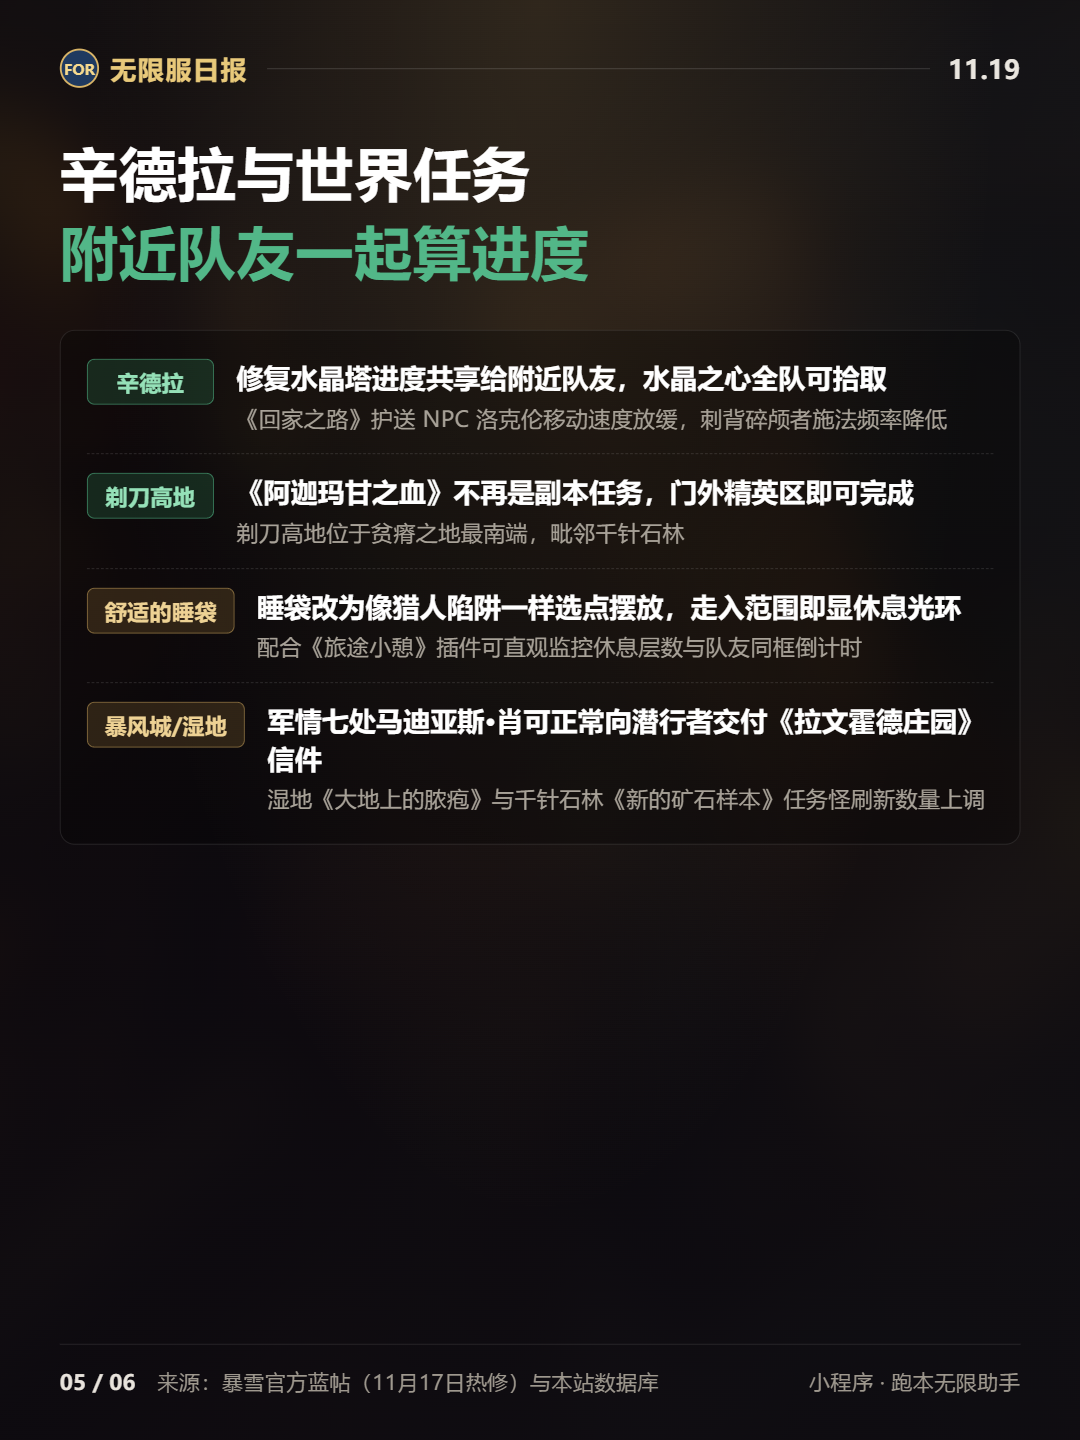 FOR 无限服日报 11.19
辛德拉与世界任务
附近队友一起算进度
辛德拉 修复水晶塔进度共享给附近队友，水晶之心全队可拾取
《回家之路》护送 NPC 洛克伦移动速度放缓，刺背碎颅者施法频率降低
剃刀高地 《阿迦玛甘之血》不再是副本任务，门外精英区即可完成
剃刀高地位于贫瘠之地最南端，毗邻千针石林
舒适的睡袋 睡袋改为像猎人陷阱一样选点摆放，走入范围即显休息光环
配合《旅途小憩》插件可直观监控休息层数与队友同框倒计时
暴风城/湿地 军情七处马迪亚斯·肖可正常向潜行者交付《拉文霍德庄园》
信件
湿地《大地上的脓疱》与千针石林《新的矿石样本》任务怪刷新数量上调
05 / 06 来源：暴雪官方蓝帖（11月17日热修）与本站数据库 小程序 · 跑本无限助手